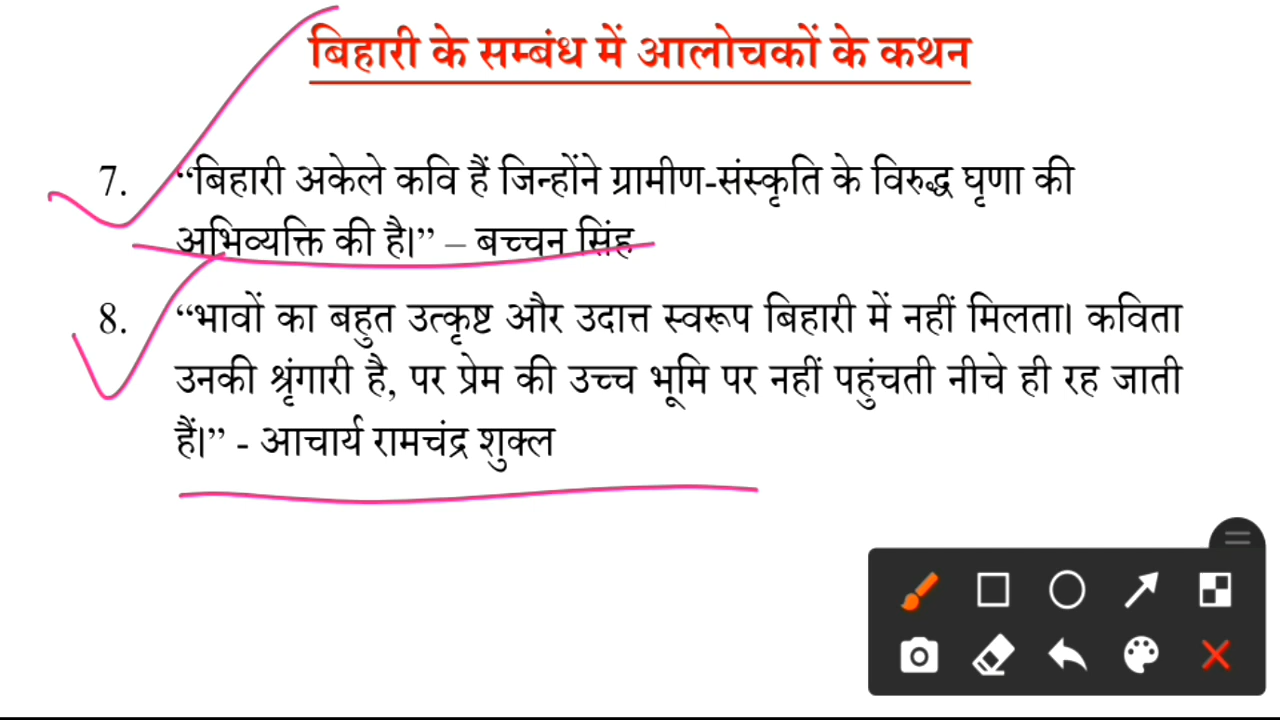 बिहारी के सम्बंध में आलोचकों के कथन
7. “बिहारी अकेले कवि हैं जिन्होंने ग्रामीण-संस्कृति के विरुद्ध घृणा की
अभिव्यक्ति की है।” – बच्चन सिंह
8. “भावों का बहुत उत्कृष्ट और उदात्त स्वरूप बिहारी में नहीं मिलता। कविता
उनकी श्रृंगारी है, पर प्रेम की उच्च भूमि पर नहीं पहुंचती नीचे ही रह जाती
हैं।” - आचार्य रामचंद्र शुक्ल